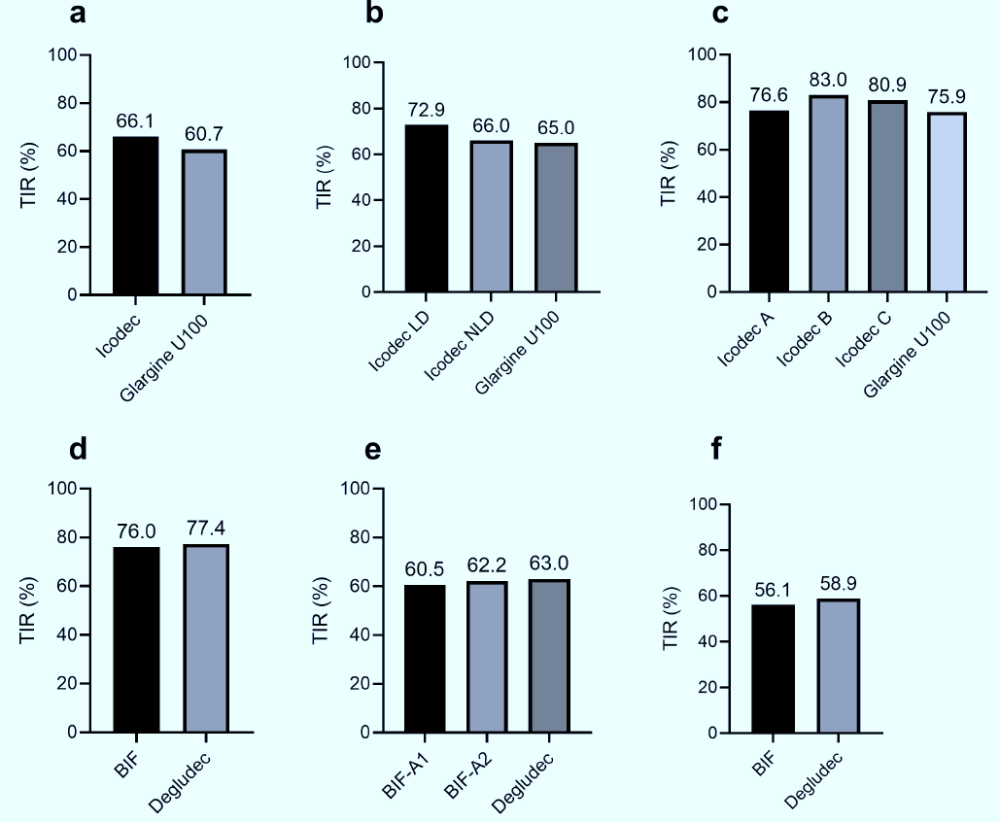 a
100
80
60
40
20
0
TIR (%)
66.1
60.7
Icodec
Glargine U100
b
100
80
60
40
20
0
TIR (%)
72.9
66.0
65.0
Icodec LD
Icodec NLD
Glargine U100
c
100
80
60
40
20
0
TIR (%)
76.6
83.0
80.9
75.9
Icodec A
Icodec B
Icodec C
Glargine U100
d
100
80
60
40
20
0
TIR (%)
76.0
77.4
BIF
Degludec
e
100
80
60
40
20
0
TIR (%)
60.5
62.2
63.0
BIF-A1
BIF-A2
Degludec
f
100
80
60
40
20
0
TIR (%)
56.1
58.9
BIF
Degludec